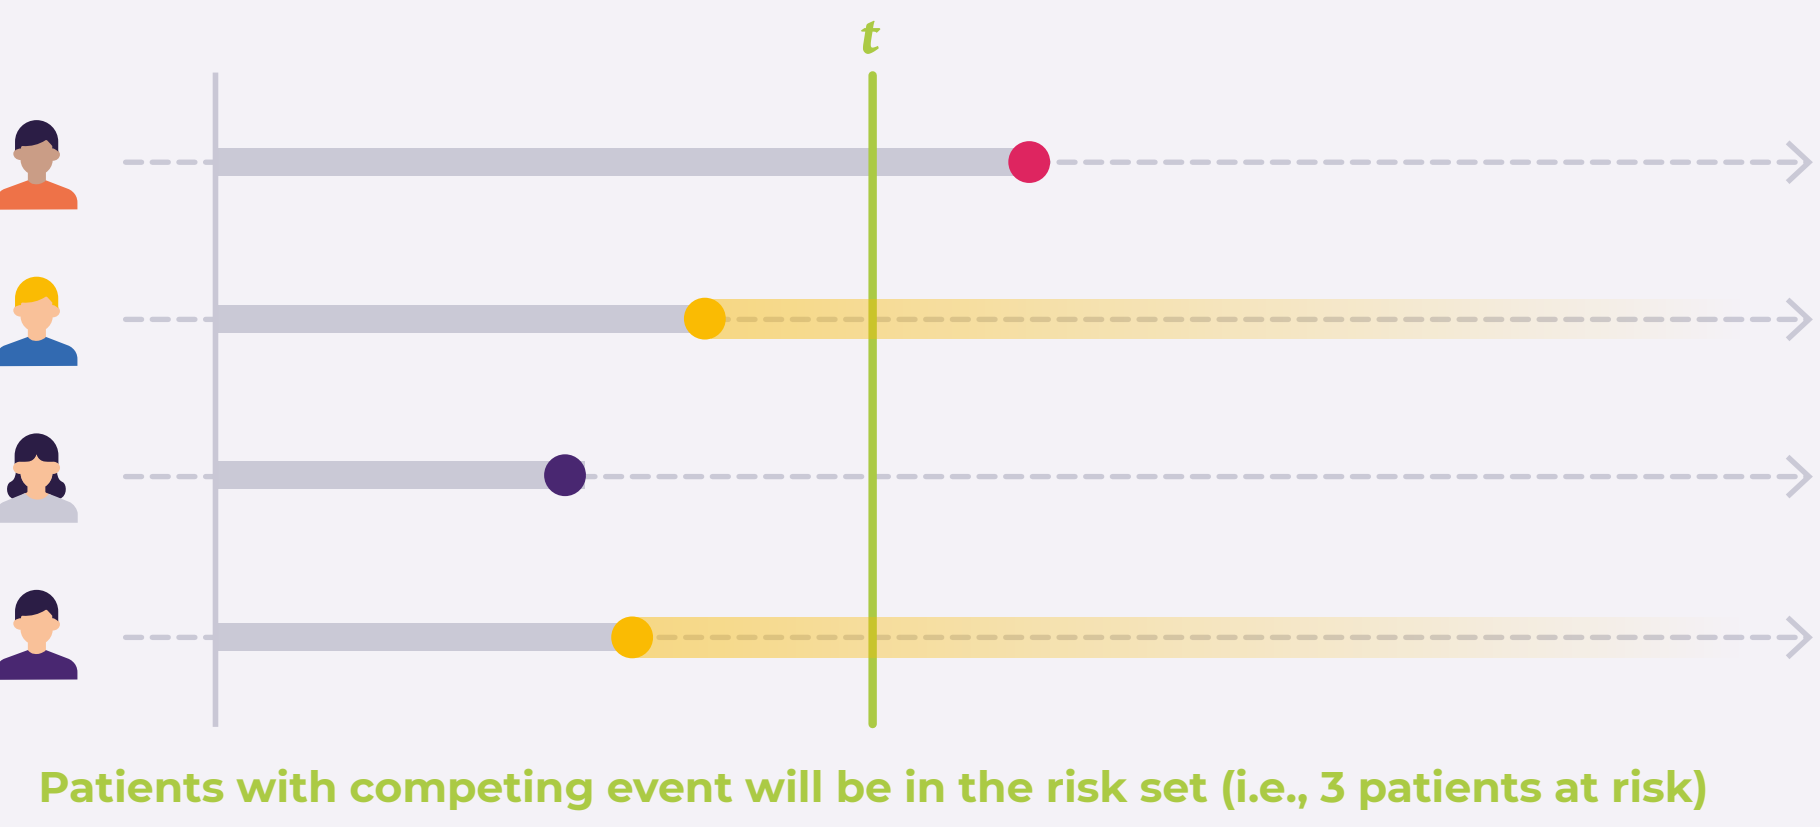 t
Patients with competing event will be in the risk set (i.e., 3 patients at risk)